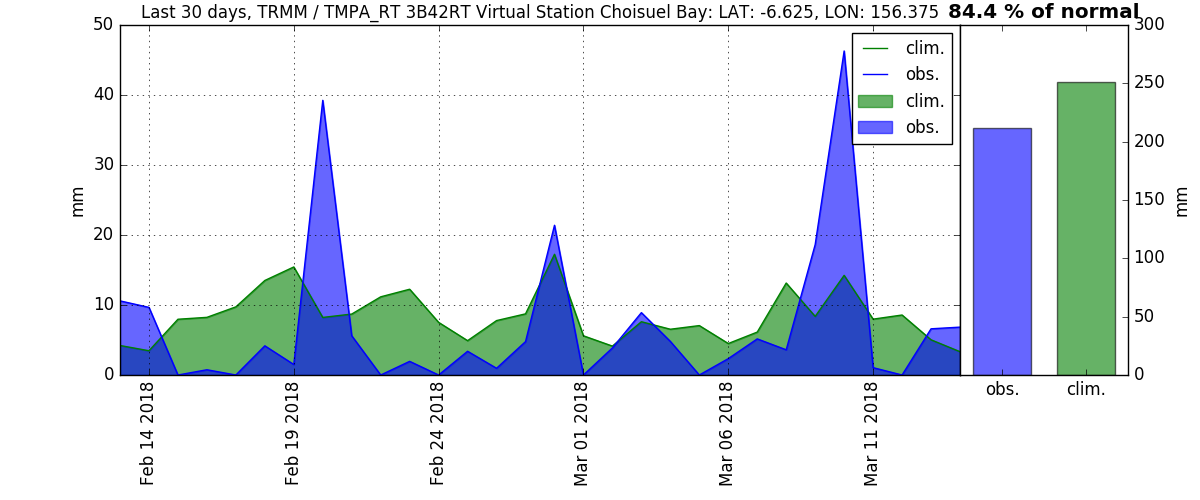 Last 30 days, TRMM / TMPA_RT 3B42RT Virtual Station Choisuel Bay: LAT: -6.625, LON: 156.375
84.4 % of normal
50
40
30
20
10
0
mm
clim.
obs.
clim.
obs.
Feb 14 2018
Feb 19 2018
Feb 24 2018
Mar 01 2018
Mar 06 2018
Mar 11 2018
300
250
200
150
100
50
0
mm
obs.
clim.